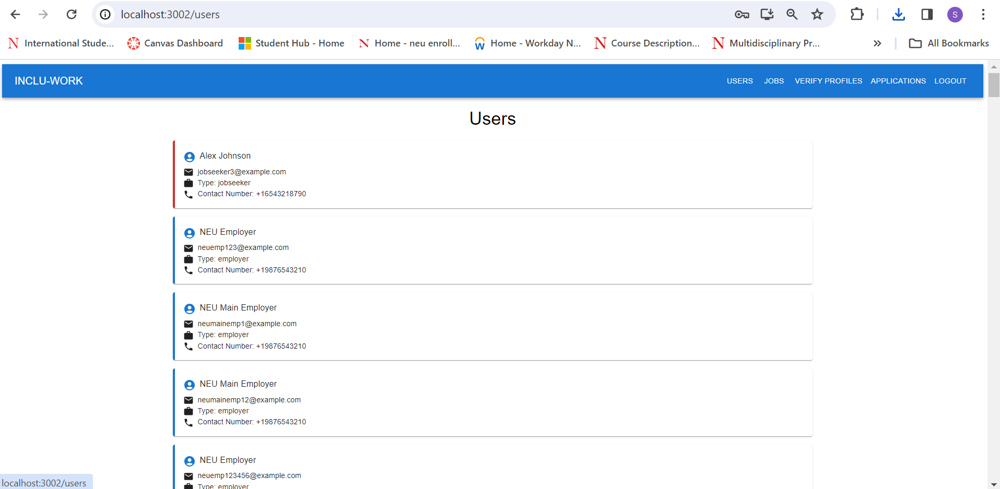 localhost:3002/users
S
International Stude...
Canvas Dashboard
Student Hub - Home
Home - neu enroll...
Home - Workday N...
Course Description...
Multidisciplinary Pr...
All Bookmarks
INCLU-WORK
USERS
JOBS
VERIFY PROFILES
APPLICATIONS
LOGOUT
Users
Alex Johnson
jobseeker3@example.com
Type: jobseeker
Contact Number: +16543218790
NEU Employer
neuemp123@example.com
Type: employer
Contact Number: +19876543210
NEU Main Employer
neumainemp1@example.com
Type: employer
Contact Number: +19876543210
NEU Main Employer
neumainemp12@example.com
Type: employer
Contact Number: +19876543210
NEU Employer
neuemp123456@example.com
Type: employer
localhost:3002/users